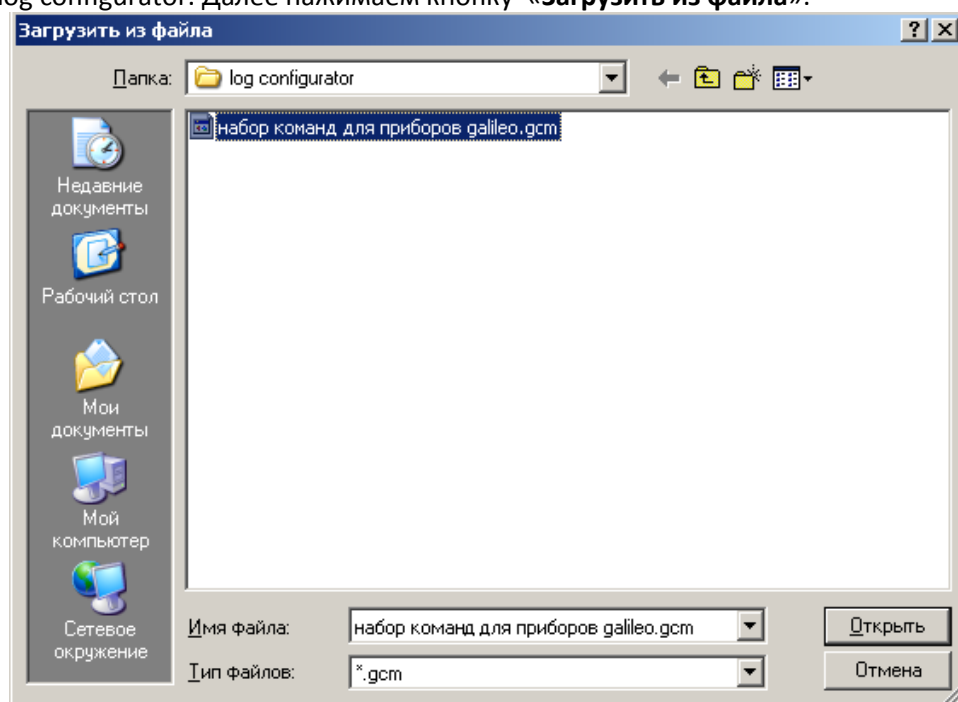 log configurator. Далее нажимаем кнопку «Загрузить из файла».
Загрузить из файла
Папка: log configurator
набор команд для приборов galileo.gcm
Недавние
документы
Рабочий стол
Мои
документы
Мой
компьютер
Сетевое
окружение
Имя файла: набор команд для приборов galileo.gcm Открыть
Тип файлов: *.gcm Отмена